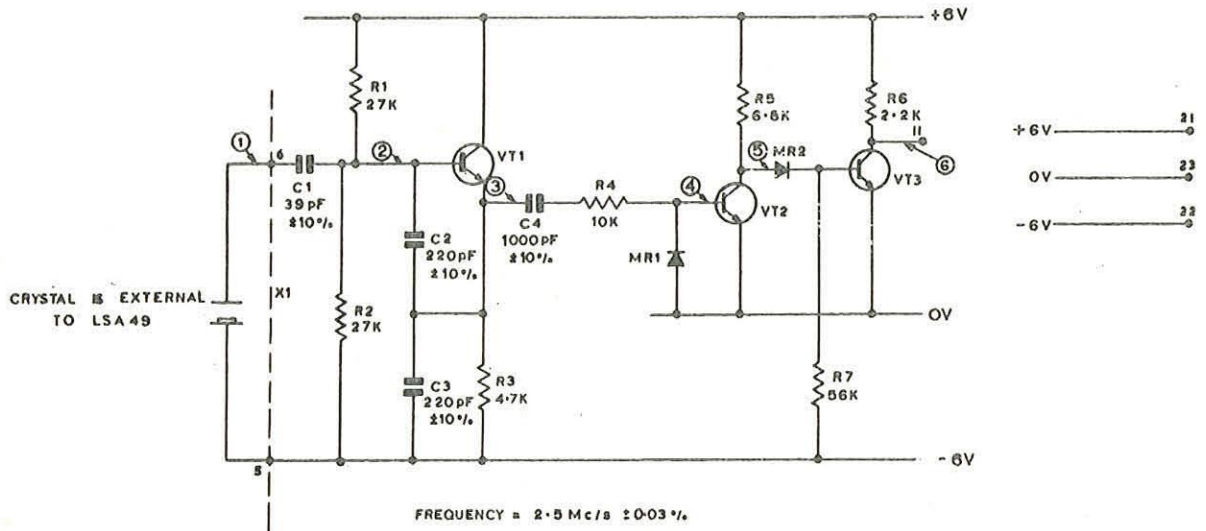 +6V
R1
27K
R5
6·8K
R6
2·2K
11
+6V
21
1
6
2
VT1
5
MR2
6
0V
23
C1
39pF
±10%
3
R4
10K
4
VT2
VT3
-6V
22
C4
1000pF
±10%
C2
220pF
±10%
MR1
CRYSTAL IS EXTERNAL
TO LSA49
X1
R2
27K
0V
C3
220pF
±10%
R3
4·7K
R7
56K
5
-6V
FREQUENCY = 2·5 Mc/s ±0·03%